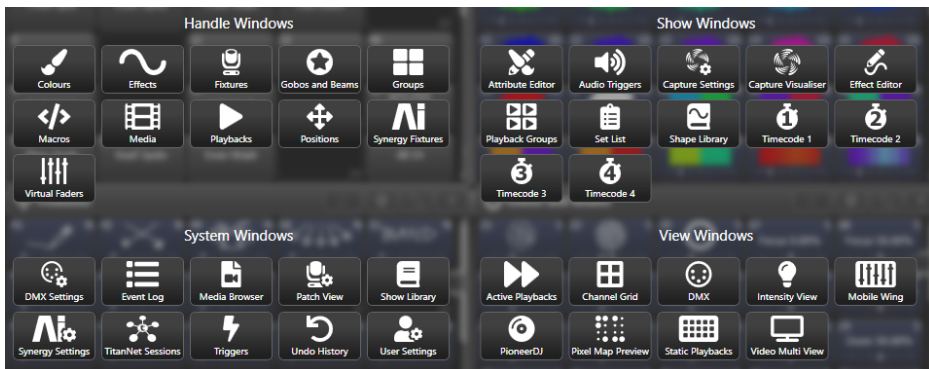 Handle Windows
Colours
Effects
Fixtures
Gobos and Beams
Groups
Macros
Media
Playbacks
Positions
Synergy Fixtures
Virtual Faders
Show Windows
Attribute Editor
Audio Triggers
Capture Settings
Capture Visualiser
Effect Editor
Playback Groups
Set List
Shape Library
1
Timecode 1
2
Timecode 2
3
Timecode 3
4
Timecode 4
System Windows
DMX Settings
Event Log
Media Browser
Patch View
Show Library
Synergy Settings
TitanNet Sessions
Triggers
Undo History
User Settings
View Windows
Active Playbacks
Channel Grid
DMX
Intensity View
Mobile Wing
PioneerDJ
Pixel Map Preview
Static Playbacks
Video Multi View